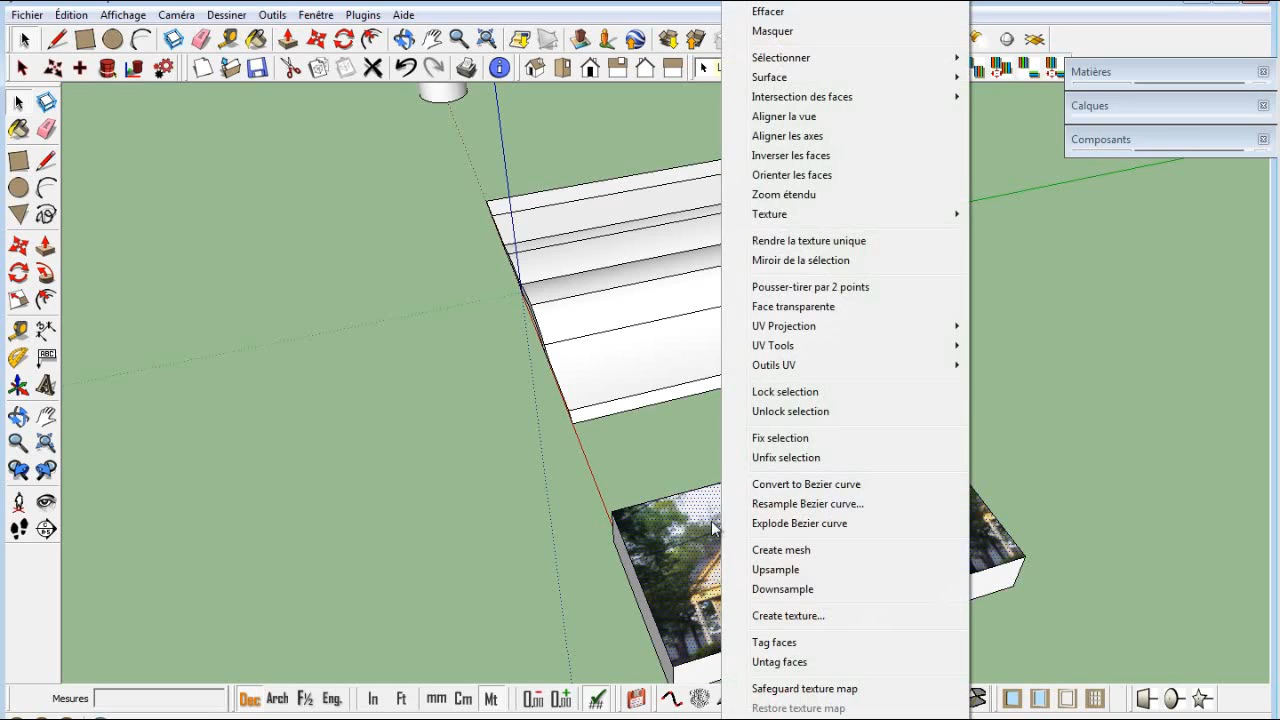 Fichier Édition Affichage Caméra Dessiner Outils Fenêtre Plugins Aide
Effacer
Masquer
Sélectionner
Surface
Intersection des faces
Aligner la vue
Aligner les axes
Inverser les faces
Orienter les faces
Zoom étendu
Texture
Rendre la texture unique
Miroir de la sélection
Pousser-tirer par 2 points
Face transparente
UV Projection
UV Tools
Outils UV
Lock selection
Unlock selection
Fix selection
Unfix selection
Convert to Bezier curve
Resample Bezier curve...
Explode Bezier curve
Create mesh
Upsample
Downsample
Create texture...
Tag faces
Untag faces
Safeguard texture map
Restore texture map
Matières
Calques
Composants
Mesures
Dec Arch F½ Eng. In Ft mm Cm Mt